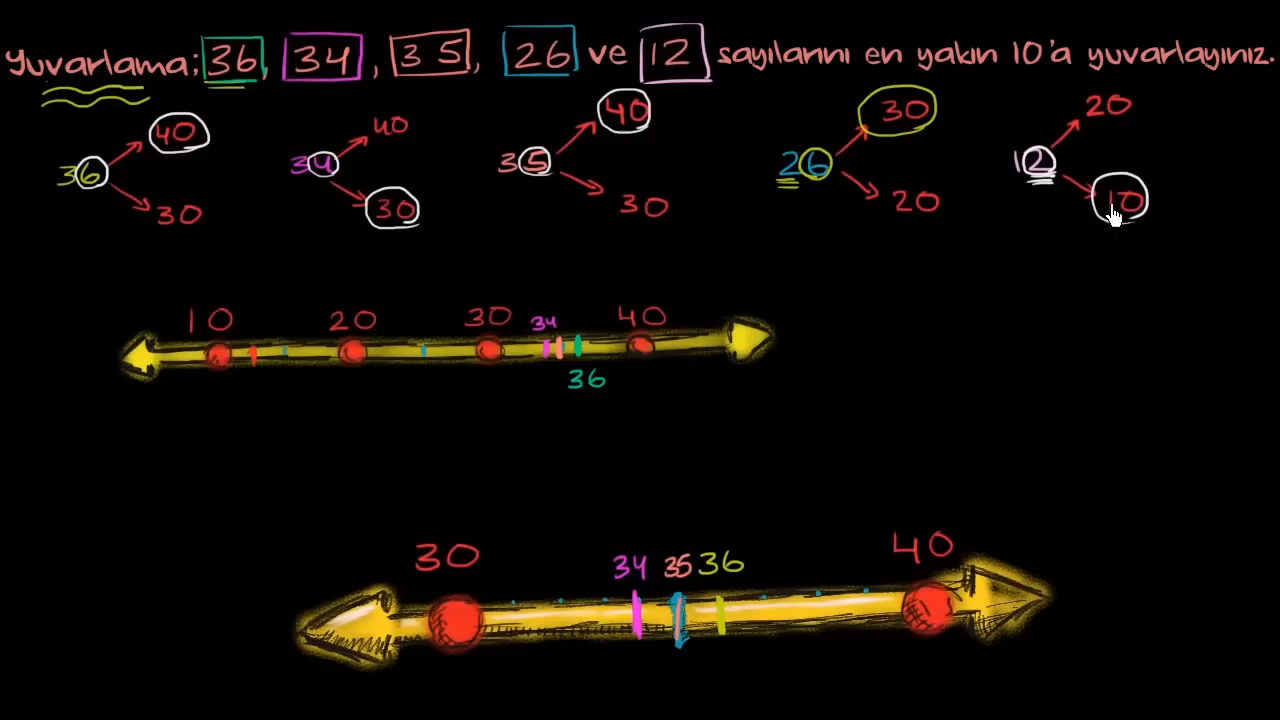 Yuvarlama; 36, 34, 35, 26 ve 12 sayılarını en yakın 10'a yuvarlayınız.
40 40 40 30 20
36 34 35 26 12
30 30 30 20 10
10 20 30 34 40
36
30 34 35 36 40